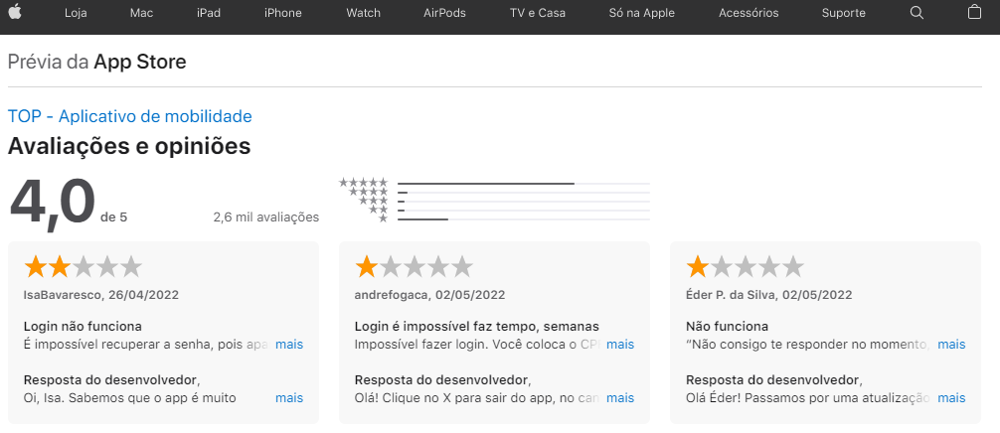 Loja Mac iPad iPhone Watch AirPods TV e Casa Só na Apple Acessórios Suporte
Prévia da App Store
TOP - Aplicativo de mobilidade
Avaliações e opiniões
4,0 de 5 2,6 mil avaliações
IsaBavaresco, 26/04/2022
Login não funciona
É impossível recuperar a senha, pois apa mais
Resposta do desenvolvedor,
Oi, Isa. Sabemos que o app é muito mais
andrefogaca, 02/05/2022
Login é impossível faz tempo, semanas
Impossível fazer login. Você coloca o CPF mais
Resposta do desenvolvedor,
Olá! Clique no X para sair do app, no can mais
Éder P. da Silva, 02/05/2022
Não funciona
“Não consigo te responder no momento, mais
Resposta do desenvolvedor,
Olá Éder! Passamos por uma atualização mais